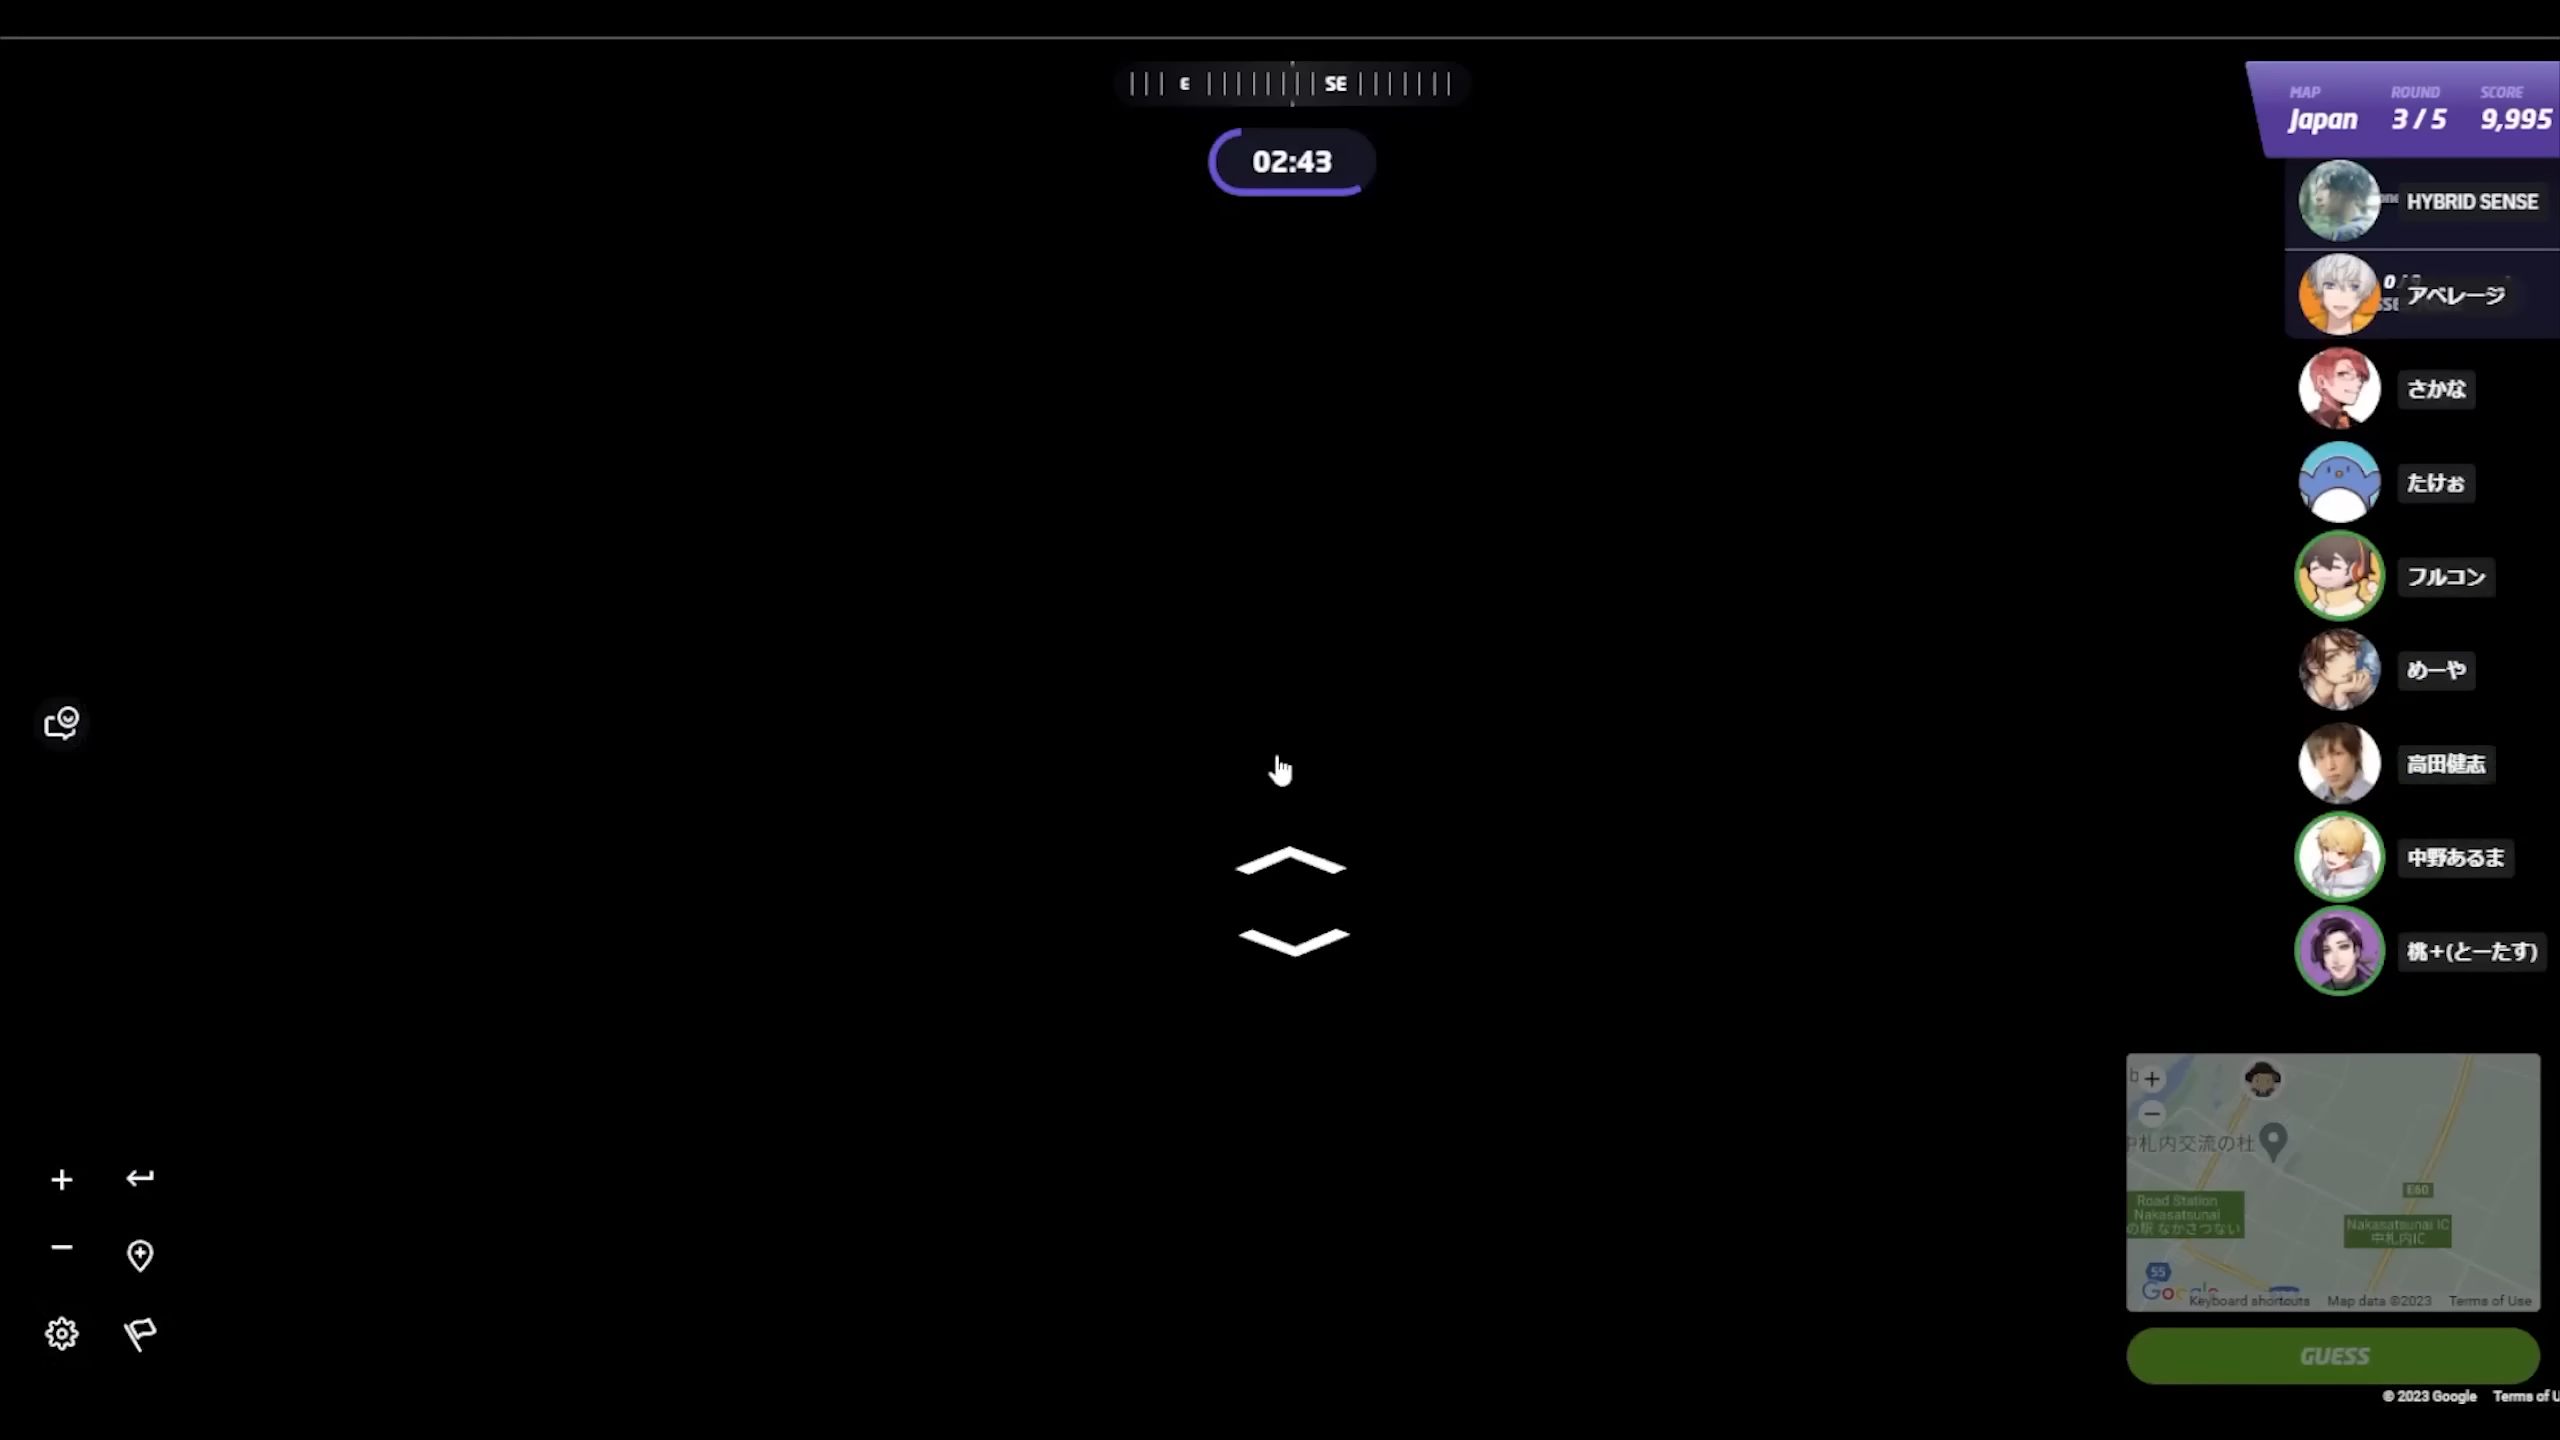 E SE
02:43
MAP ROUND SCORE
Japan 3 / 5 9,995
HYBRID SENSE
アベレージ
さかな
たけぉ
フルコン
めーや
高田健志
中野あるま
桃+(とーたす)
札内交流の杜
Road Station
Nakasatsunai
の駅 なかさつない
E60
Nakasatsunai IC
中札内IC
55
Google
Keyboard shortcuts Map data ©2023 Terms of Use
GUESS
© 2023 Google Terms of U